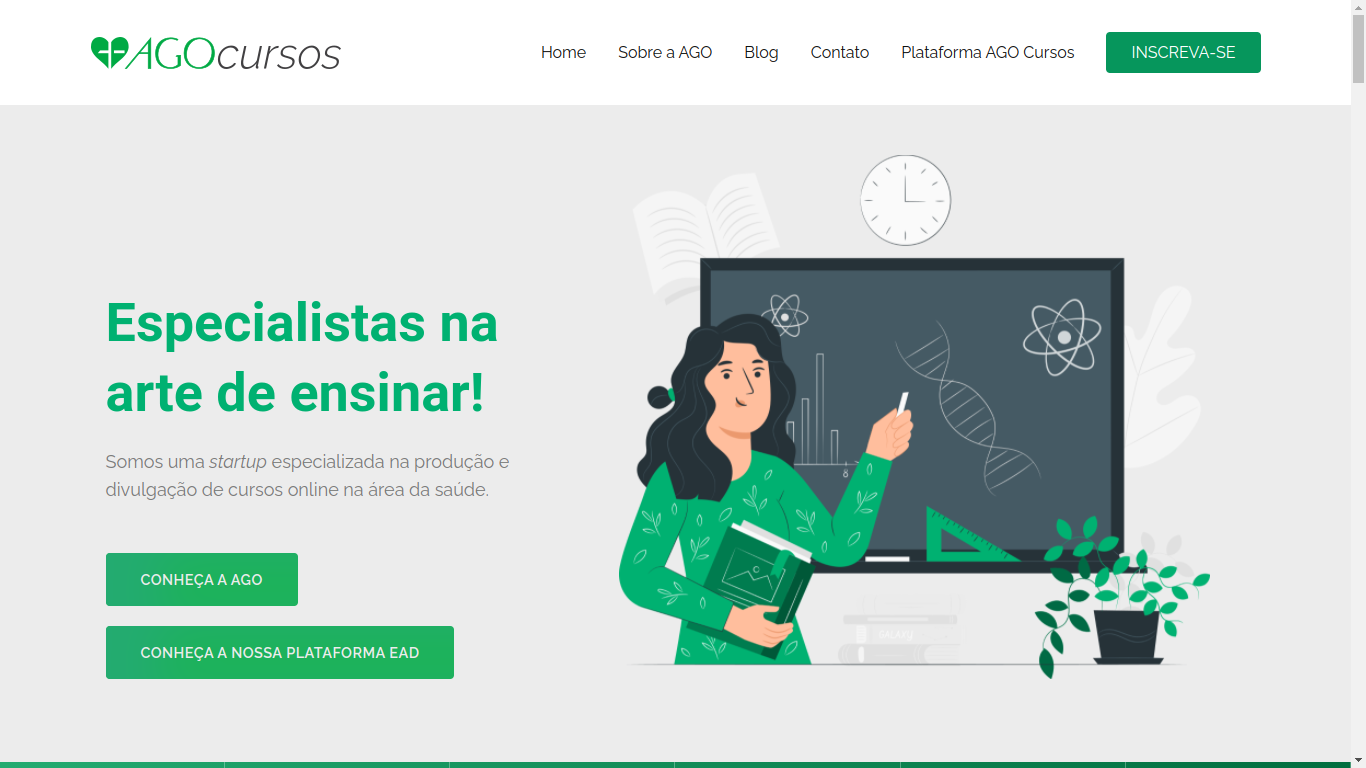 AGOcursos
Home
Sobre a AGO
Blog
Contato
Plataforma AGO Cursos
INSCREVA-SE
Especialistas na
arte de ensinar!
Somos uma startup especializada na produção e
divulgação de cursos online na área da saúde.
CONHEÇA A AGO
CONHEÇA A NOSSA PLATAFORMA EAD